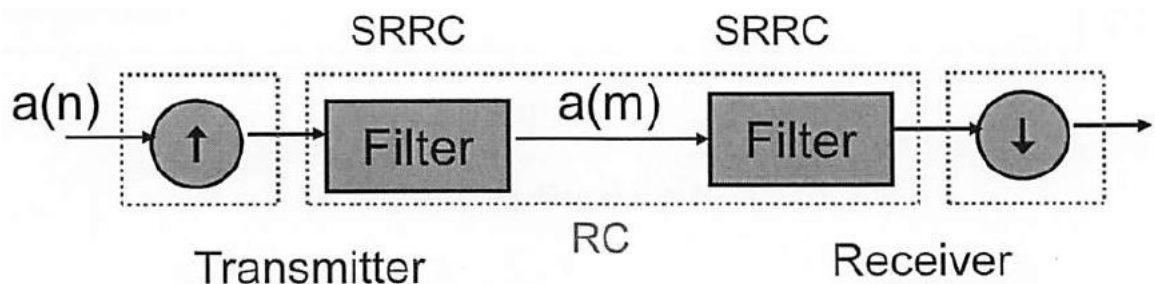 SRRC SRRC
a(n) ↑ Filter a(m) Filter ↓
RC
Transmitter Receiver